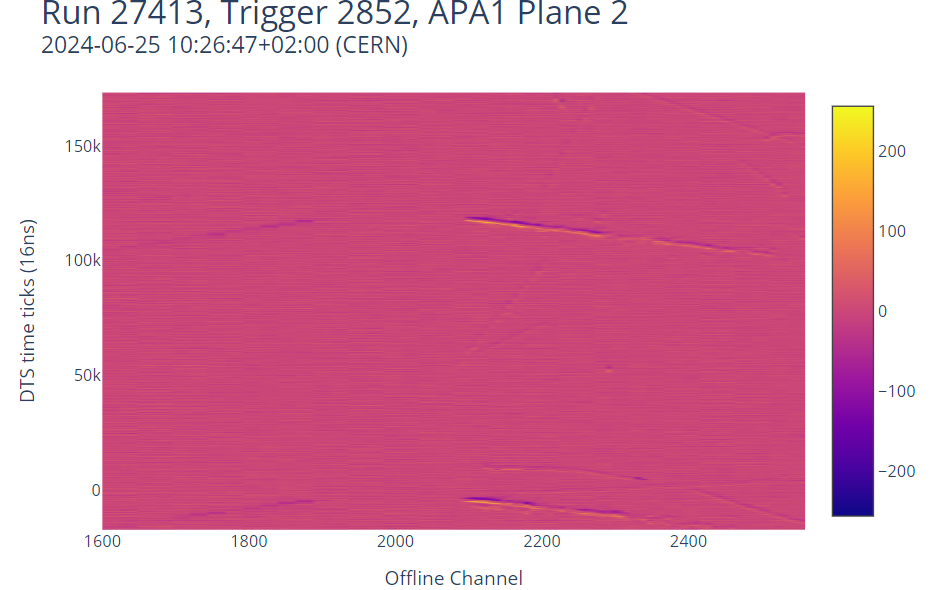 Run 27413, Trigger 2852, APA1 Plane 2
2024-06-25 10:26:47+02:00 (CERN)
DTS time ticks (16ns)
150k
100k
50k
0
1600
1800
2000
2200
2400
Offline Channel
200
100
0
−100
−200